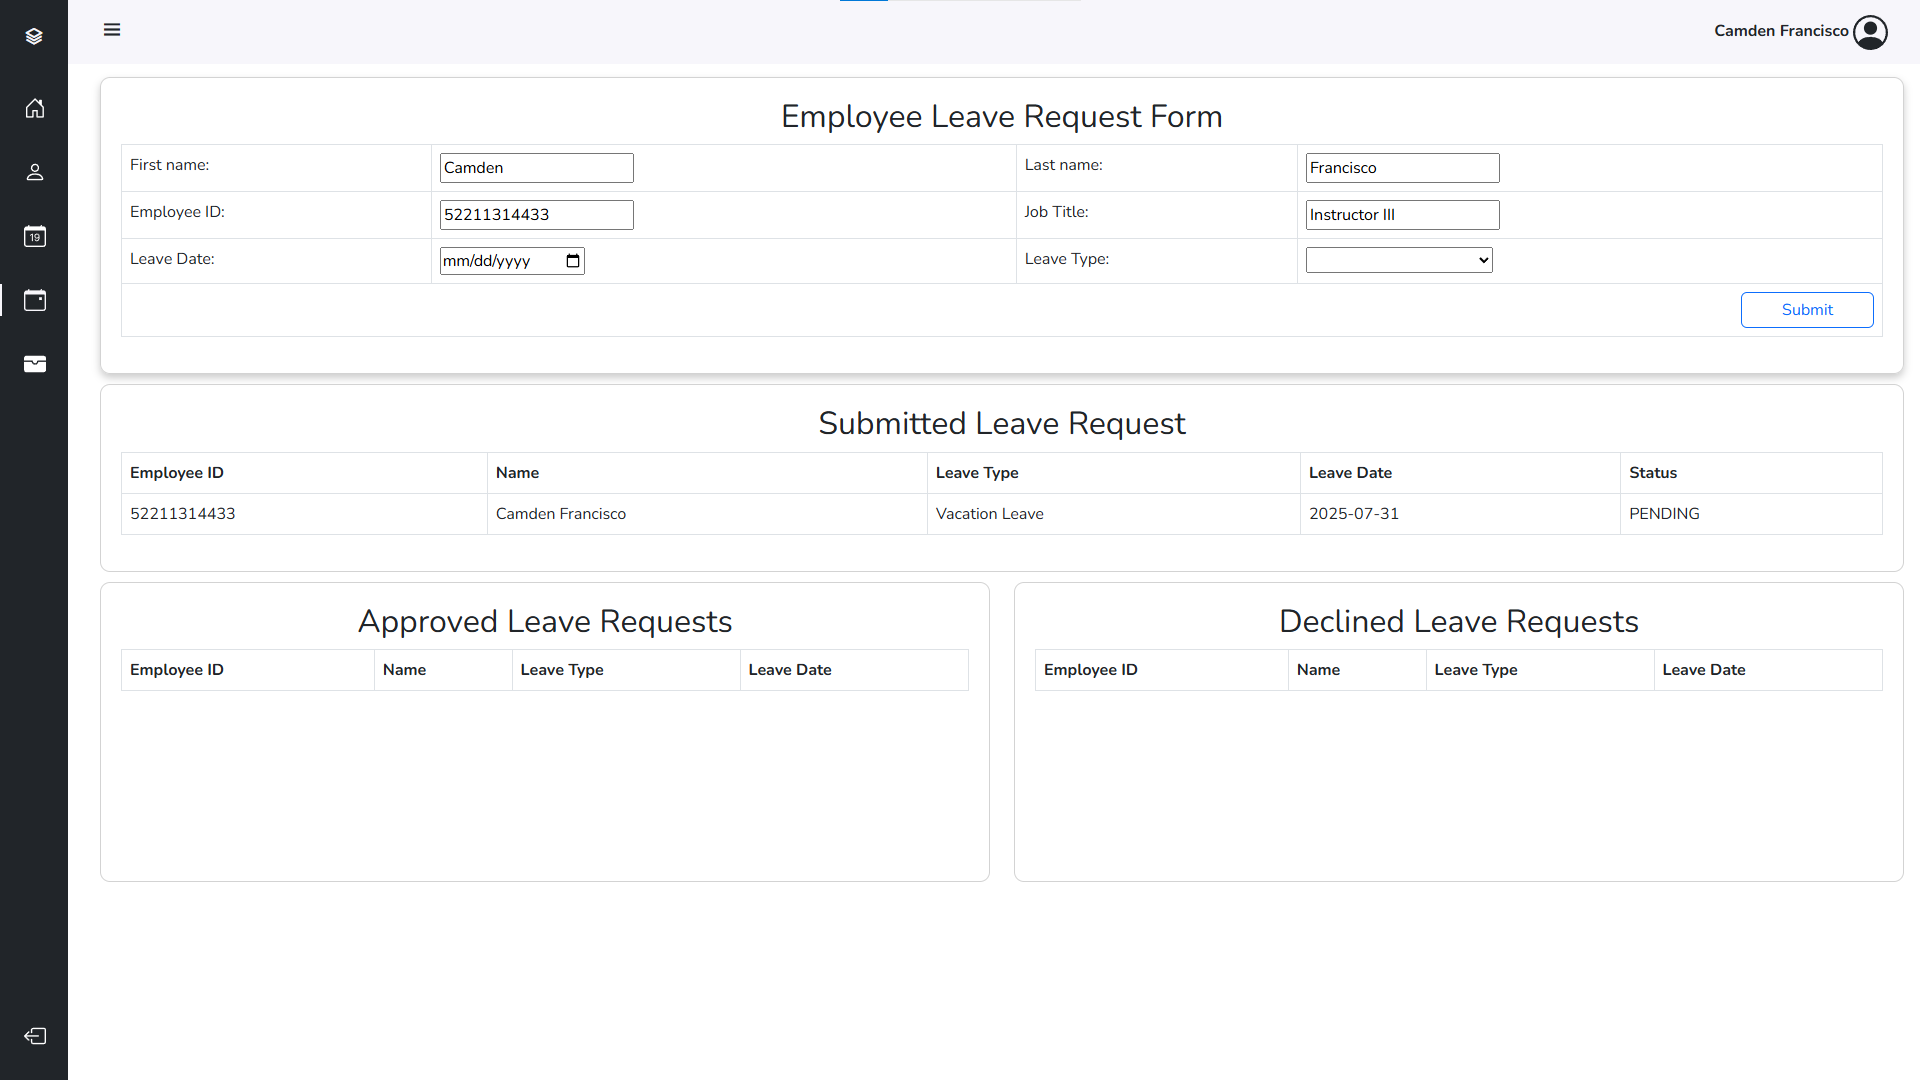 Camden Francisco
19
Employee Leave Request Form
First name: Camden Last name: Francisco
Employee ID: 52211314433 Job Title: Instructor III
Leave Date: mm/dd/yyyy Leave Type:
Submit
Submitted Leave Request
Employee ID Name Leave Type Leave Date Status
52211314433 Camden Francisco Vacation Leave 2025-07-31 PENDING
Approved Leave Requests
Employee ID Name Leave Type Leave Date
Declined Leave Requests
Employee ID Name Leave Type Leave Date